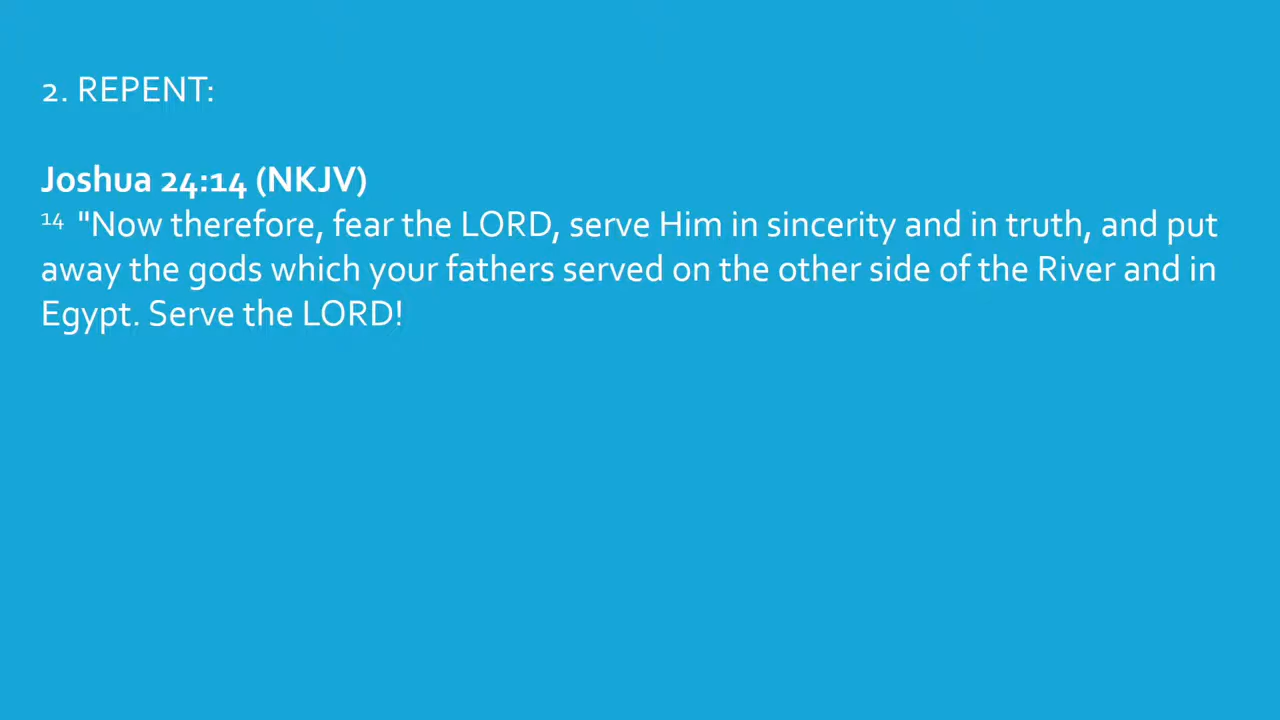 2. REPENT:
Joshua 24:14 (NKJV)
14 "Now therefore, fear the LORD, serve Him in sincerity and in truth, and put
away the gods which your fathers served on the other side of the River and in
Egypt. Serve the LORD!